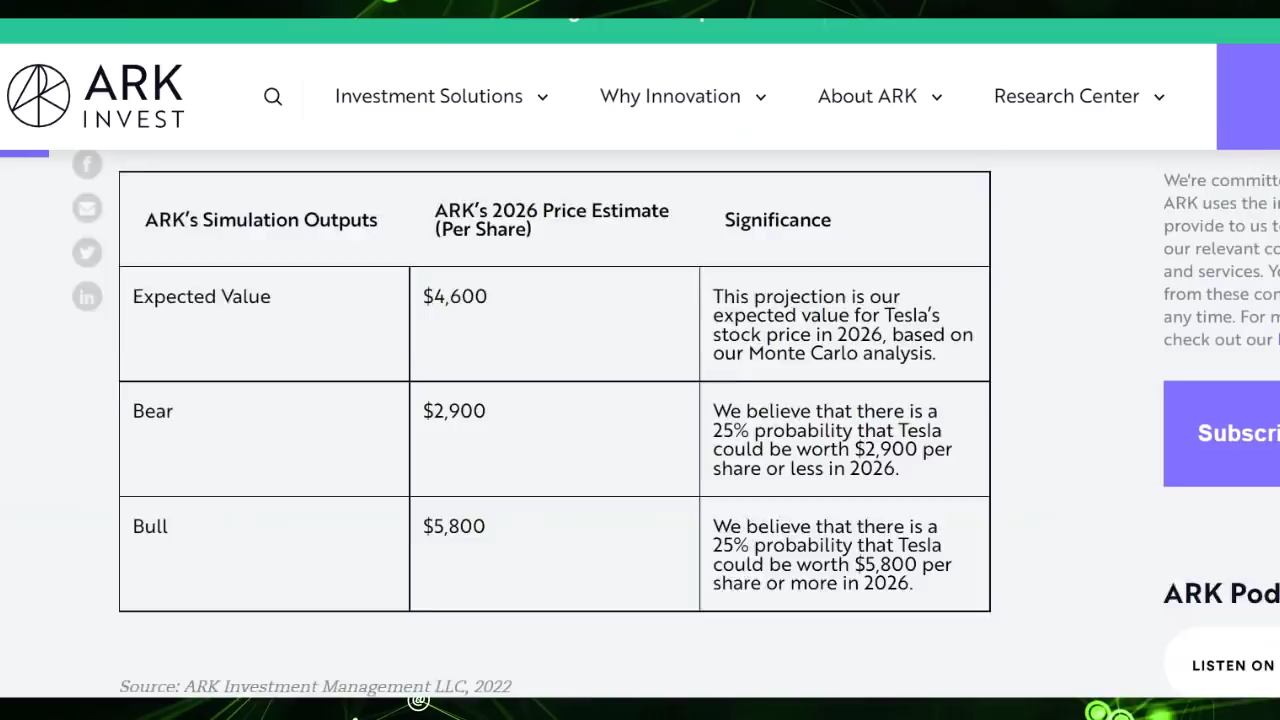 ARK
INVEST
Investment Solutions
Why Innovation
About ARK
Research Center
ARK's Simulation Outputs
ARK's 2026 Price Estimate
(Per Share)
Significance
Expected Value
$4,600
This projection is our
expected value for Tesla's
stock price in 2026, based on
our Monte Carlo analysis.
Bear
$2,900
We believe that there is a
25% probability that Tesla
could be worth $2,900 per
share or less in 2026.
Bull
$5,800
We believe that there is a
25% probability that Tesla
could be worth $5,800 per
share or more in 2026.
Source: ARK Investment Management LLC, 2022
We're committe
ARK uses the i
provide to us t
our relevant co
and services. Yo
from these co
any time. For
check out our
Subscri
ARK Pod
LISTEN ON